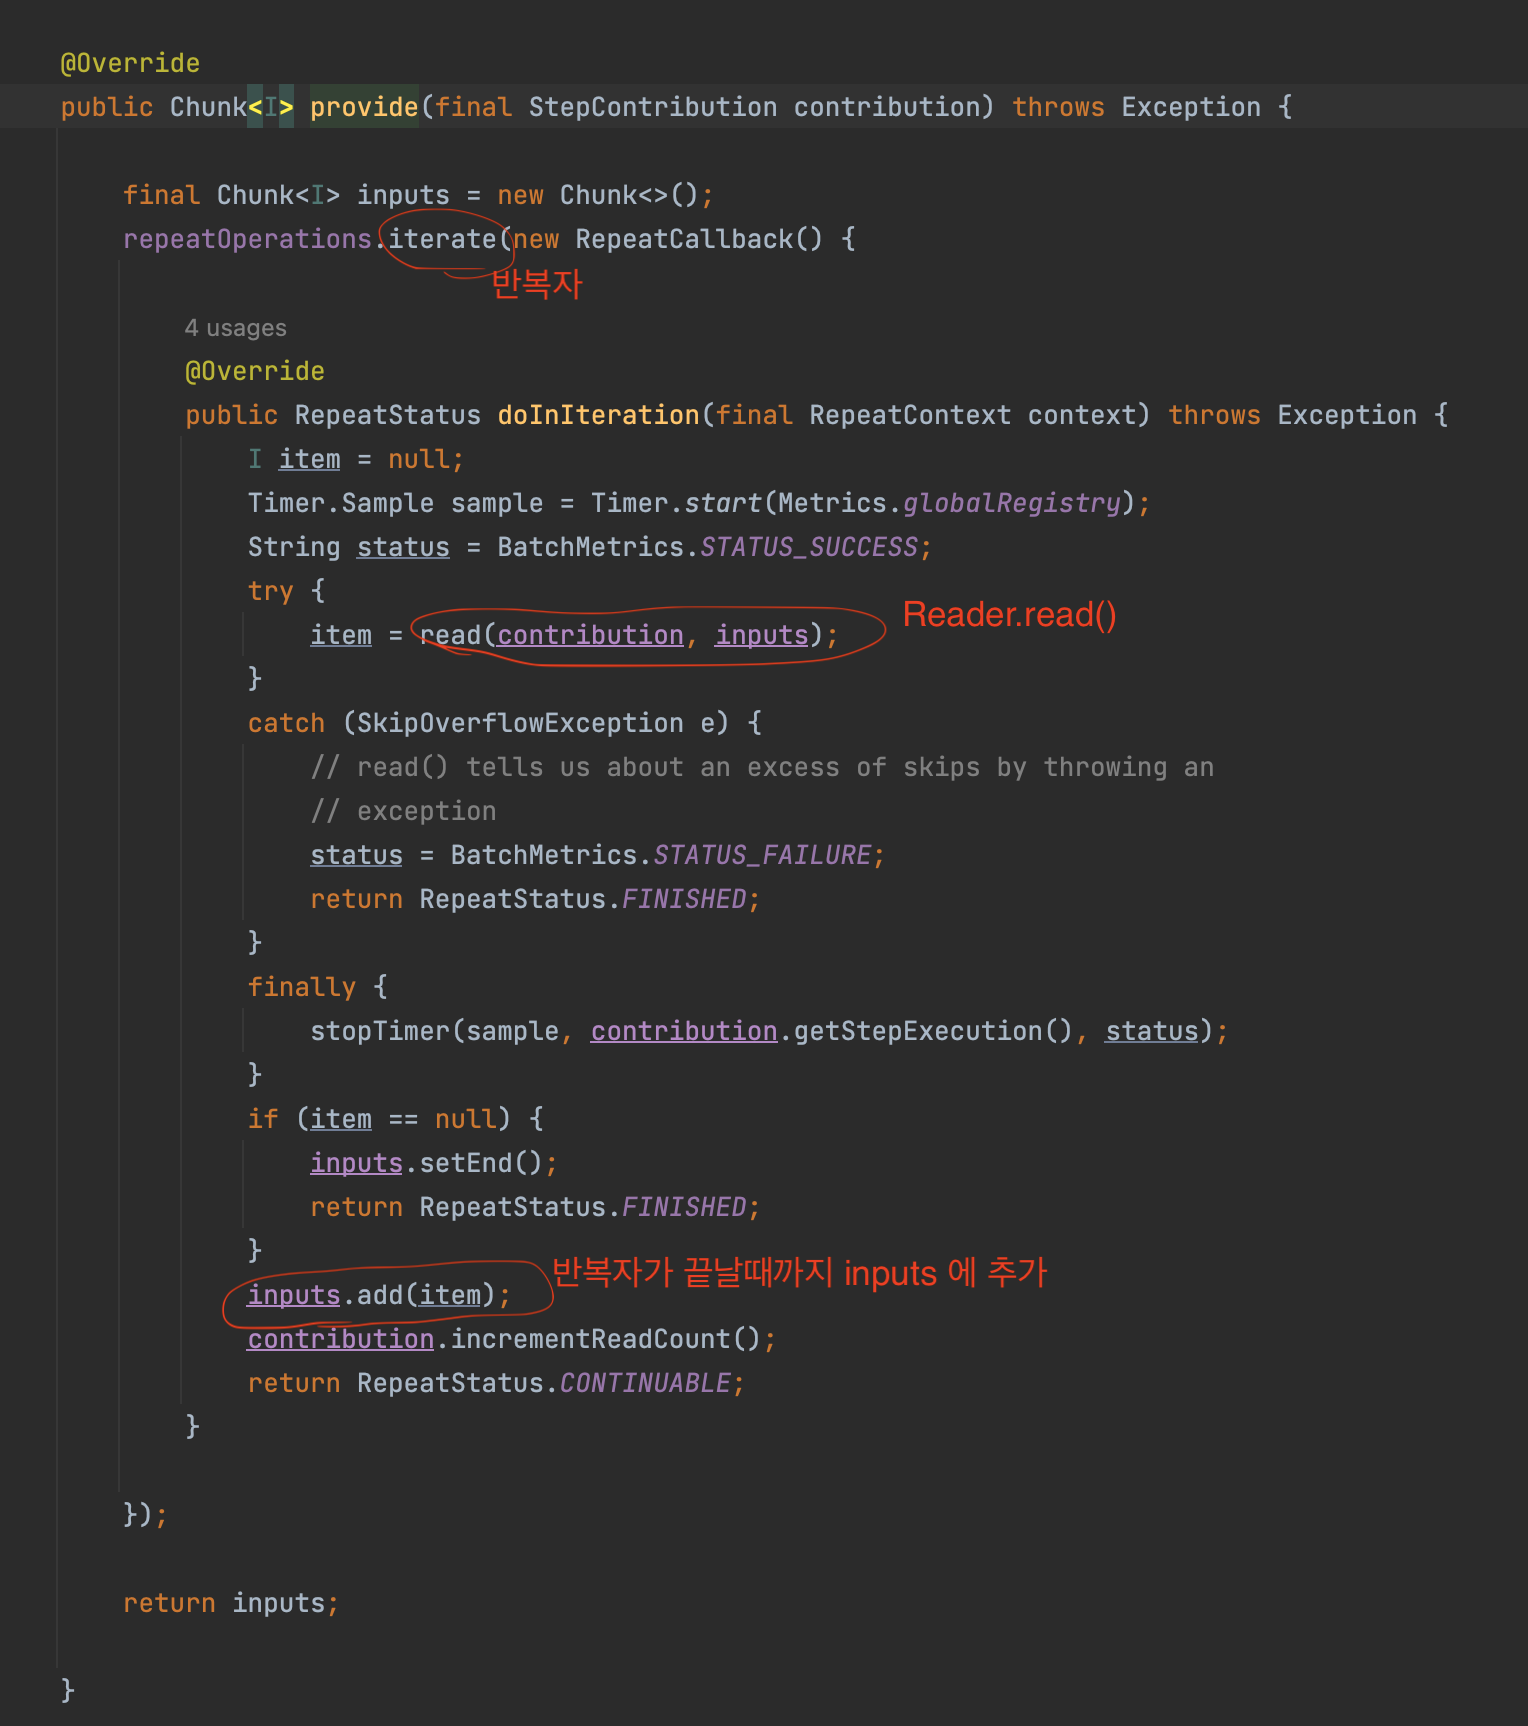 @Override
public Chunk<I> provide(final StepContribution contribution) throws Exception {
final Chunk<I> inputs = new Chunk<>();
repeatOperations.iterate(new RepeatCallback() {
반복자
4 usages
@Override
public RepeatStatus doInIteration(final RepeatContext context) throws Exception {
I item = null;
Timer.Sample sample = Timer.start(Metrics.globalRegistry);
String status = BatchMetrics.STATUS_SUCCESS;
try {
item = read(contribution, inputs); Reader.read()
}
catch (SkipOverflowException e) {
// read() tells us about an excess of skips by throwing an
// exception
status = BatchMetrics.STATUS_FAILURE;
return RepeatStatus.FINISHED;
}
finally {
stopTimer(sample, contribution.getStepExecution(), status);
}
if (item == null) {
inputs.setEnd();
return RepeatStatus.FINISHED;
}
inputs.add(item); 반복자가 끝날때까지 inputs 에 추가
contribution.incrementReadCount();
return RepeatStatus.CONTINUABLE;
}
});
return inputs;
}